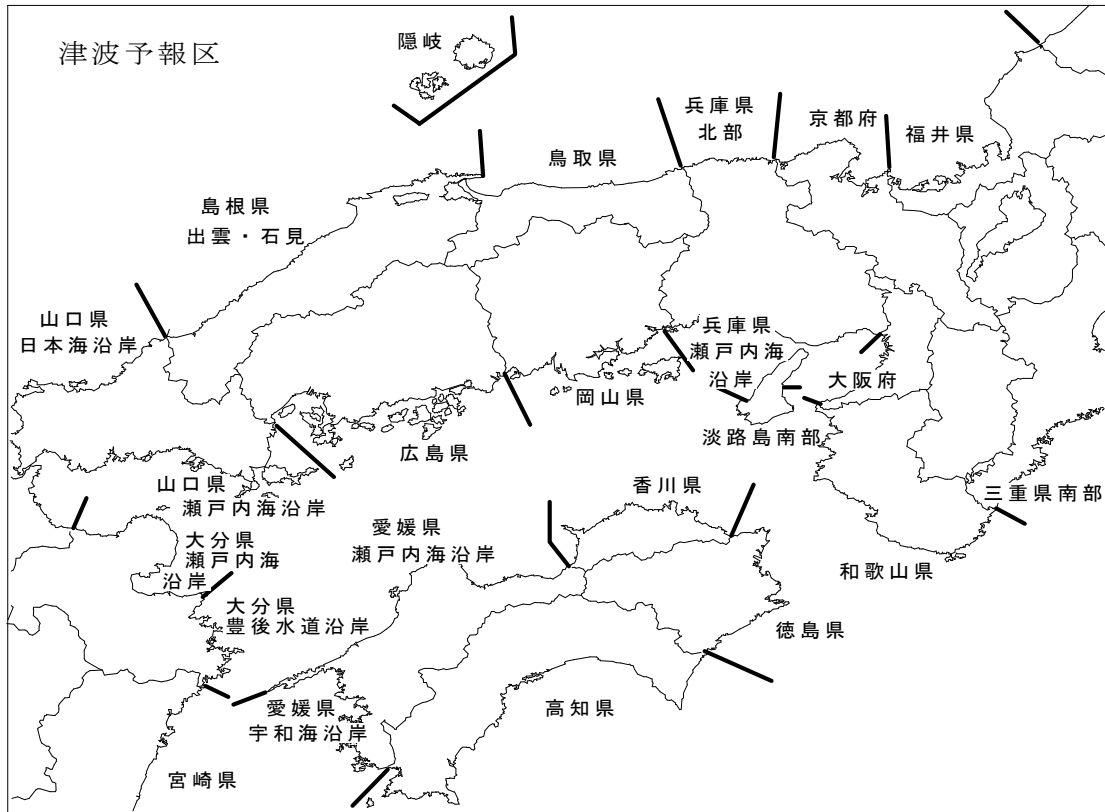 津波予報区
隠岐
兵庫県
北部
京都府
福井県
鳥取県
島根県
出雲・石見
山口県
日本海沿岸
兵庫県
瀬戸内海
沿岸
大阪府
岡山県
淡路島南部
広島県
山口県
瀬戸内海沿岸
香川県
三重県南部
愛媛県
瀬戸内海沿岸
大分県
瀬戸内海
沿岸
和歌山県
大分県
豊後水道沿岸
徳島県
愛媛県
宇和海沿岸
高知県
宮崎県